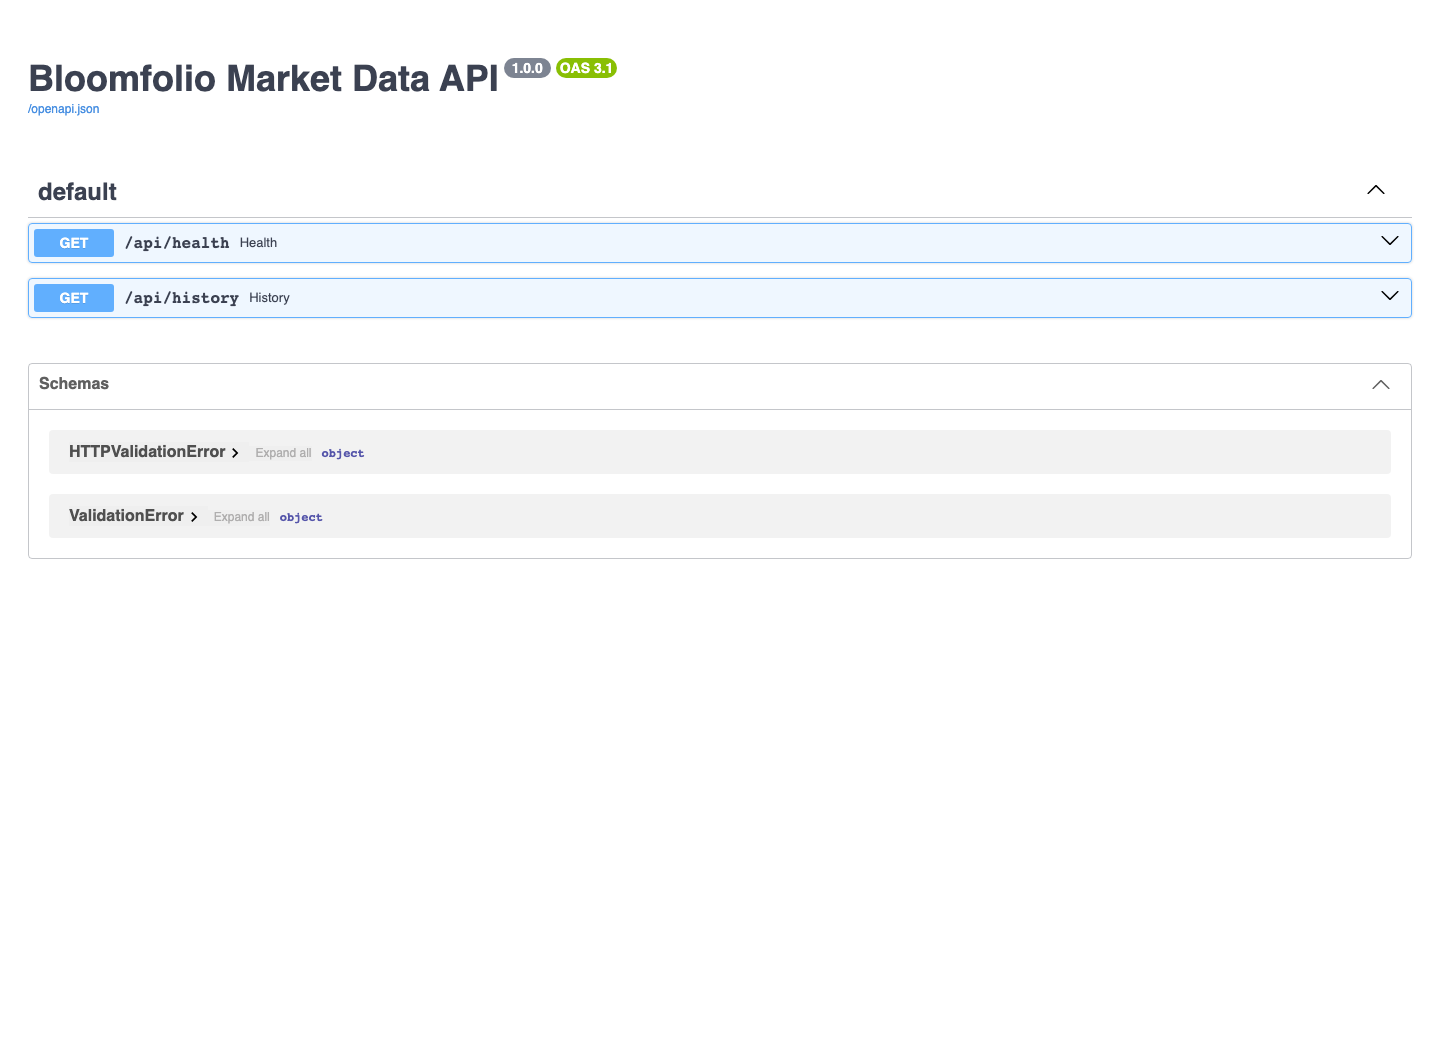 Bloomfolio Market Data API 1.0.0 OAS 3.1
/openapi.json
default
GET /api/health Health
GET /api/history History
Schemas
HTTPValidationError Expand all object
ValidationError Expand all object